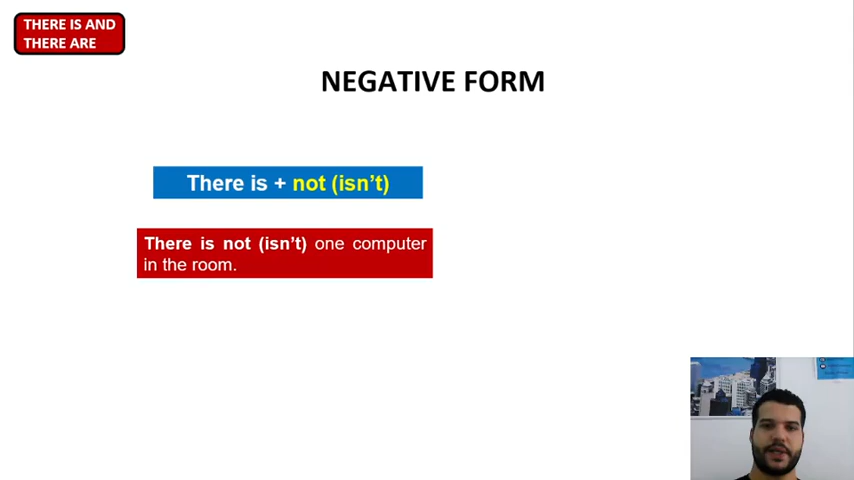 THERE IS AND
THERE ARE
NEGATIVE FORM
There is + not (isn’t)
There is not (isn’t) one computer
in the room.